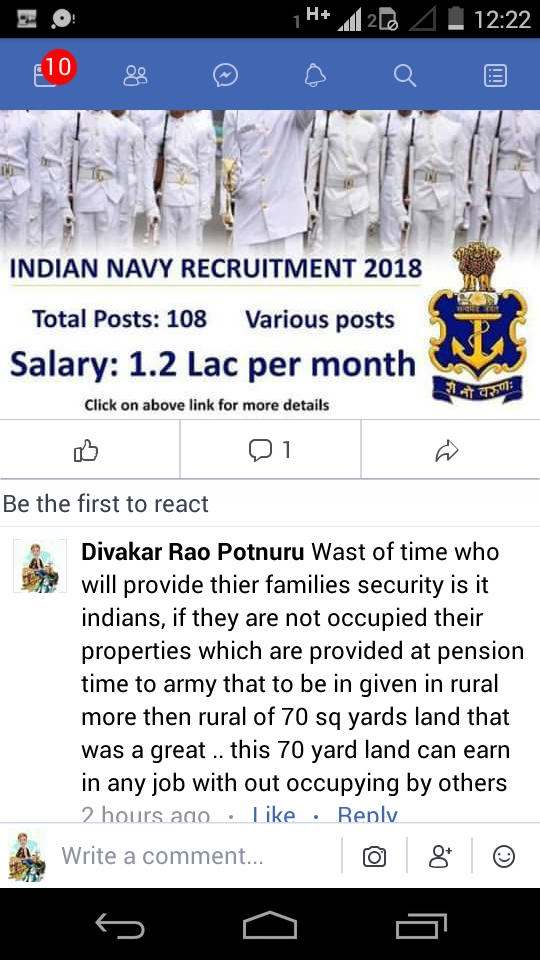 1 H+ 2 12:22
10
INDIAN NAVY RECRUITMENT 2018
Total Posts: 108 Various posts
Salary: 1.2 Lac per month
Click on above link for more details
सत्यमेव जयते
शं नो वरुणः
1
Be the first to react
Divakar Rao Potnuru Wast of time who
will provide thier families security is it
indians, if they are not occupied their
properties which are provided at pension
time to army that to be in given in rural
more then rural of 70 sq yards land that
was a great .. this 70 yard land can earn
in any job with out occupying by others
2 hours ago · Like · Reply
Write a comment...